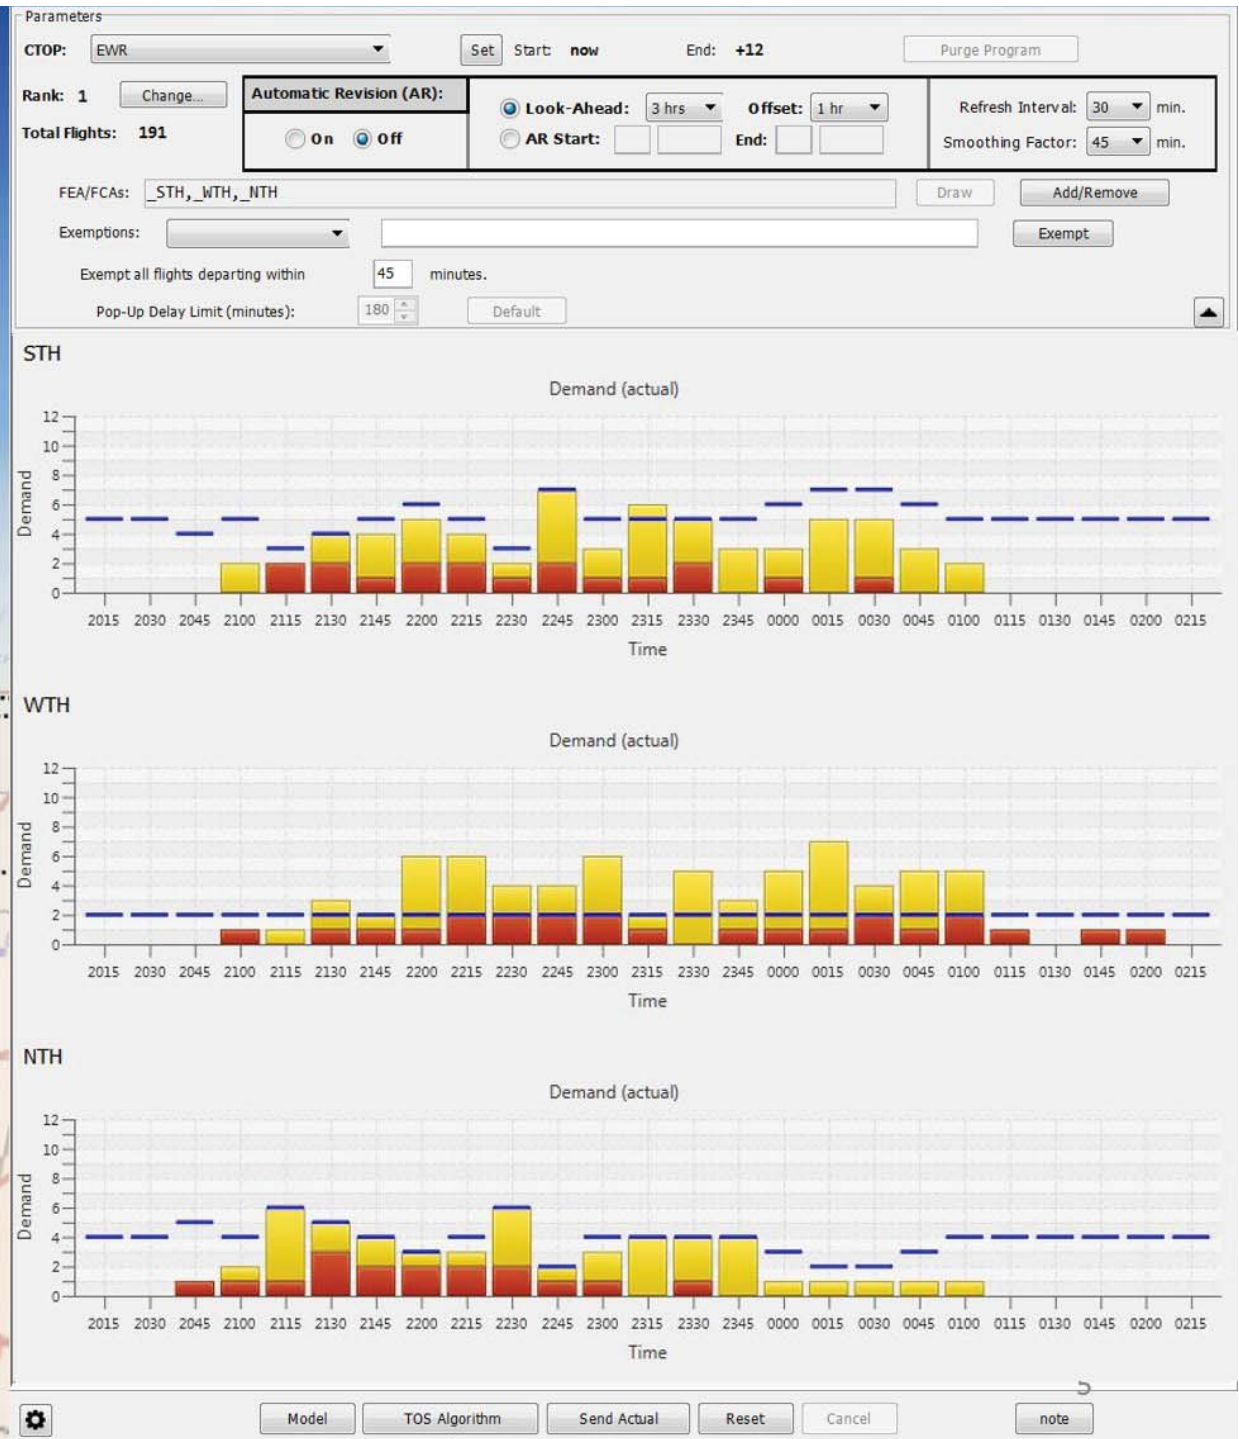 Parameters
CTOP: EWR Set Start: now End: +12 Purge Program
Rank: 1 Change... Automatic Revision (AR): Look-Ahead: 3 hrs Offset: 1 hr Refresh Interval: 30 min.
Total Flights: 191 On Off AR Start: End: Smoothing Factor: 45 min.
FEA/FCAs: _STH,_WTH,_NTH Draw Add/Remove
Exemptions: Exempt
Exempt all flights departing within 45 minutes.
Pop-Up Delay Limit (minutes): 180 Default
STH
Demand (actual)
12
10
8
6
4
2
0
Demand
2015 2030 2045 2100 2115 2130 2145 2200 2215 2230 2245 2300 2315 2330 2345 0000 0015 0030 0045 0100 0115 0130 0145 0200 0215
Time
WTH
Demand (actual)
12
10
8
6
4
2
0
Demand
2015 2030 2045 2100 2115 2130 2145 2200 2215 2230 2245 2300 2315 2330 2345 0000 0015 0030 0045 0100 0115 0130 0145 0200 0215
Time
NTH
Demand (actual)
12
10
8
6
4
2
0
Demand
2015 2030 2045 2100 2115 2130 2145 2200 2215 2230 2245 2300 2315 2330 2345 0000 0015 0030 0045 0100 0115 0130 0145 0200 0215
Time
Model TOS Algorithm Send Actual Reset Cancel note